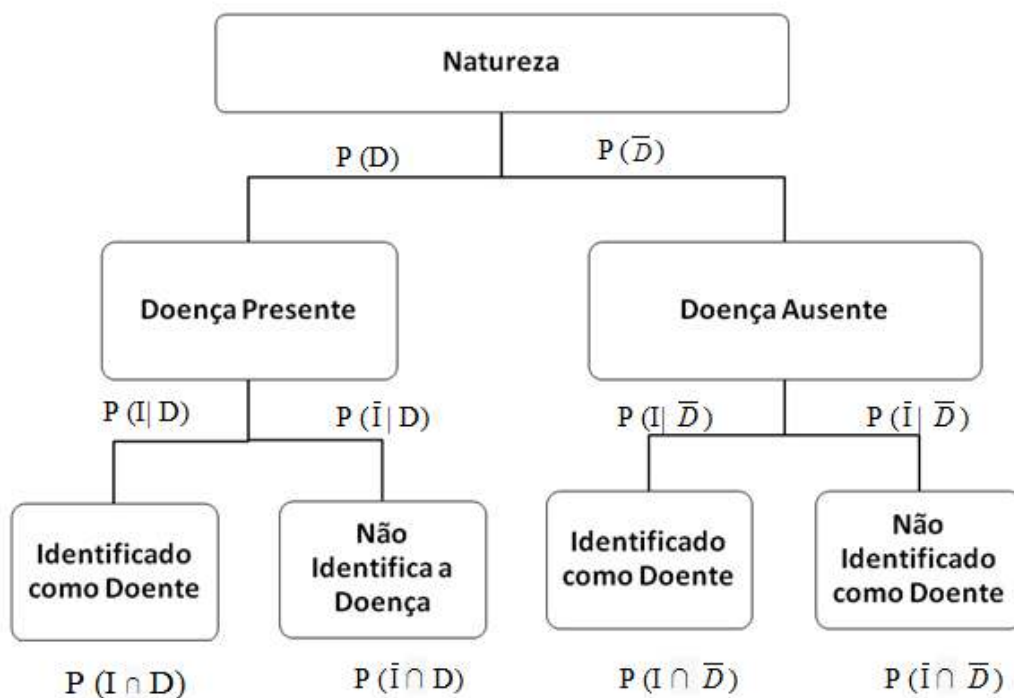 Natureza
P (D)
P (D̅)
Doença Presente
Doença Ausente
P (I| D)
P (Ī | D)
P (I| D̅)
P (Ī | D̅)
Identificado
como Doente
Não
Identifica a
Doença
Identificado
como Doente
Não
Identificado
como Doente
P (I ∩ D)
P (Ī ∩ D)
P (I ∩ D̅)
P (Ī ∩ D̅)